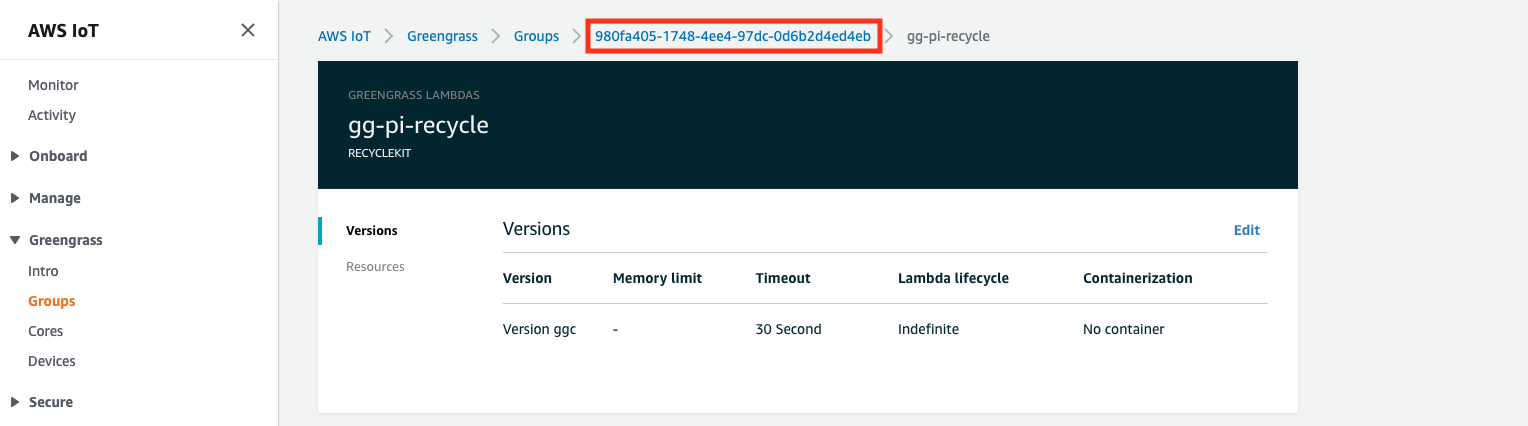 AWS IoT
Monitor
Activity
Onboard
Manage
Greengrass
Intro
Groups
Cores
Devices
Secure
AWS IoT Greengrass Groups 980fa405-1748-4ee4-97dc-0d6b2d4ed4eb gg-pi-recycle
GREENGRASS LAMBDAS
gg-pi-recycle
RECYCLEKIT
Versions
Resources
Versions Edit
Version Memory limit Timeout Lambda lifecycle Containerization
Version ggc - 30 Second Indefinite No container